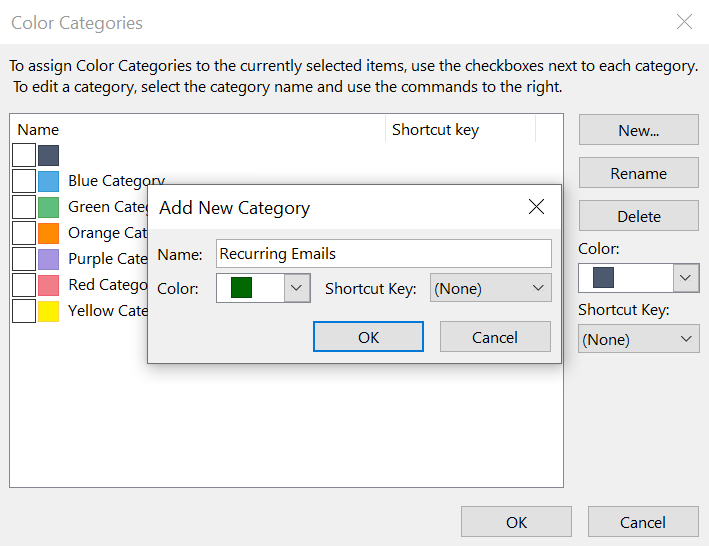 Color Categories
To assign Color Categories to the currently selected items, use the checkboxes next to each category.
To edit a category, select the category name and use the commands to the right.
Name Shortcut key
New...
Blue Category
Rename
Green Categ
Add New Category
Delete
Orange Cat
Purple Cate
Name: Recurring Emails
Color:
Red Catego
Color: Shortcut Key: (None)
Yellow Cate
Shortcut Key:
OK Cancel
(None)
OK Cancel